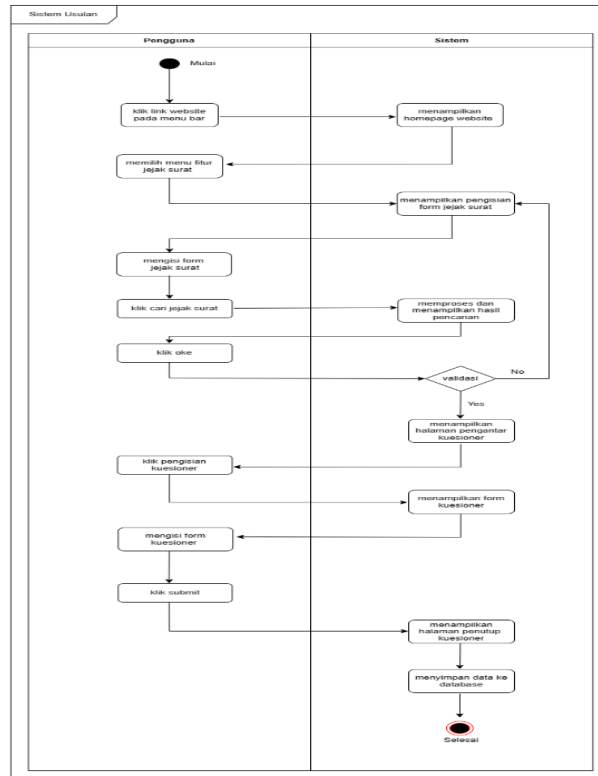 Sistem Usulan
Pengguna
Sistem
Mulai
klik link website
pada menu bar
menampilkan
homepage website
memilih menu fitur
jejak surat
menampilkan pengisian
form jejak surat
mengisi form
jejak surat
klik cari jejak surat
memproses dan
menampilkan hasil
pencarian
klik oke
validasi
No
Yes
menampilkan
halaman pengantar
kuesioner
klik pengisian
kuesioner
menampilkan form
kuesioner
mengisi form
kuesioner
klik submit
menampilkan
halaman penutup
kuesioner
menyimpan data ke
database
Selesai